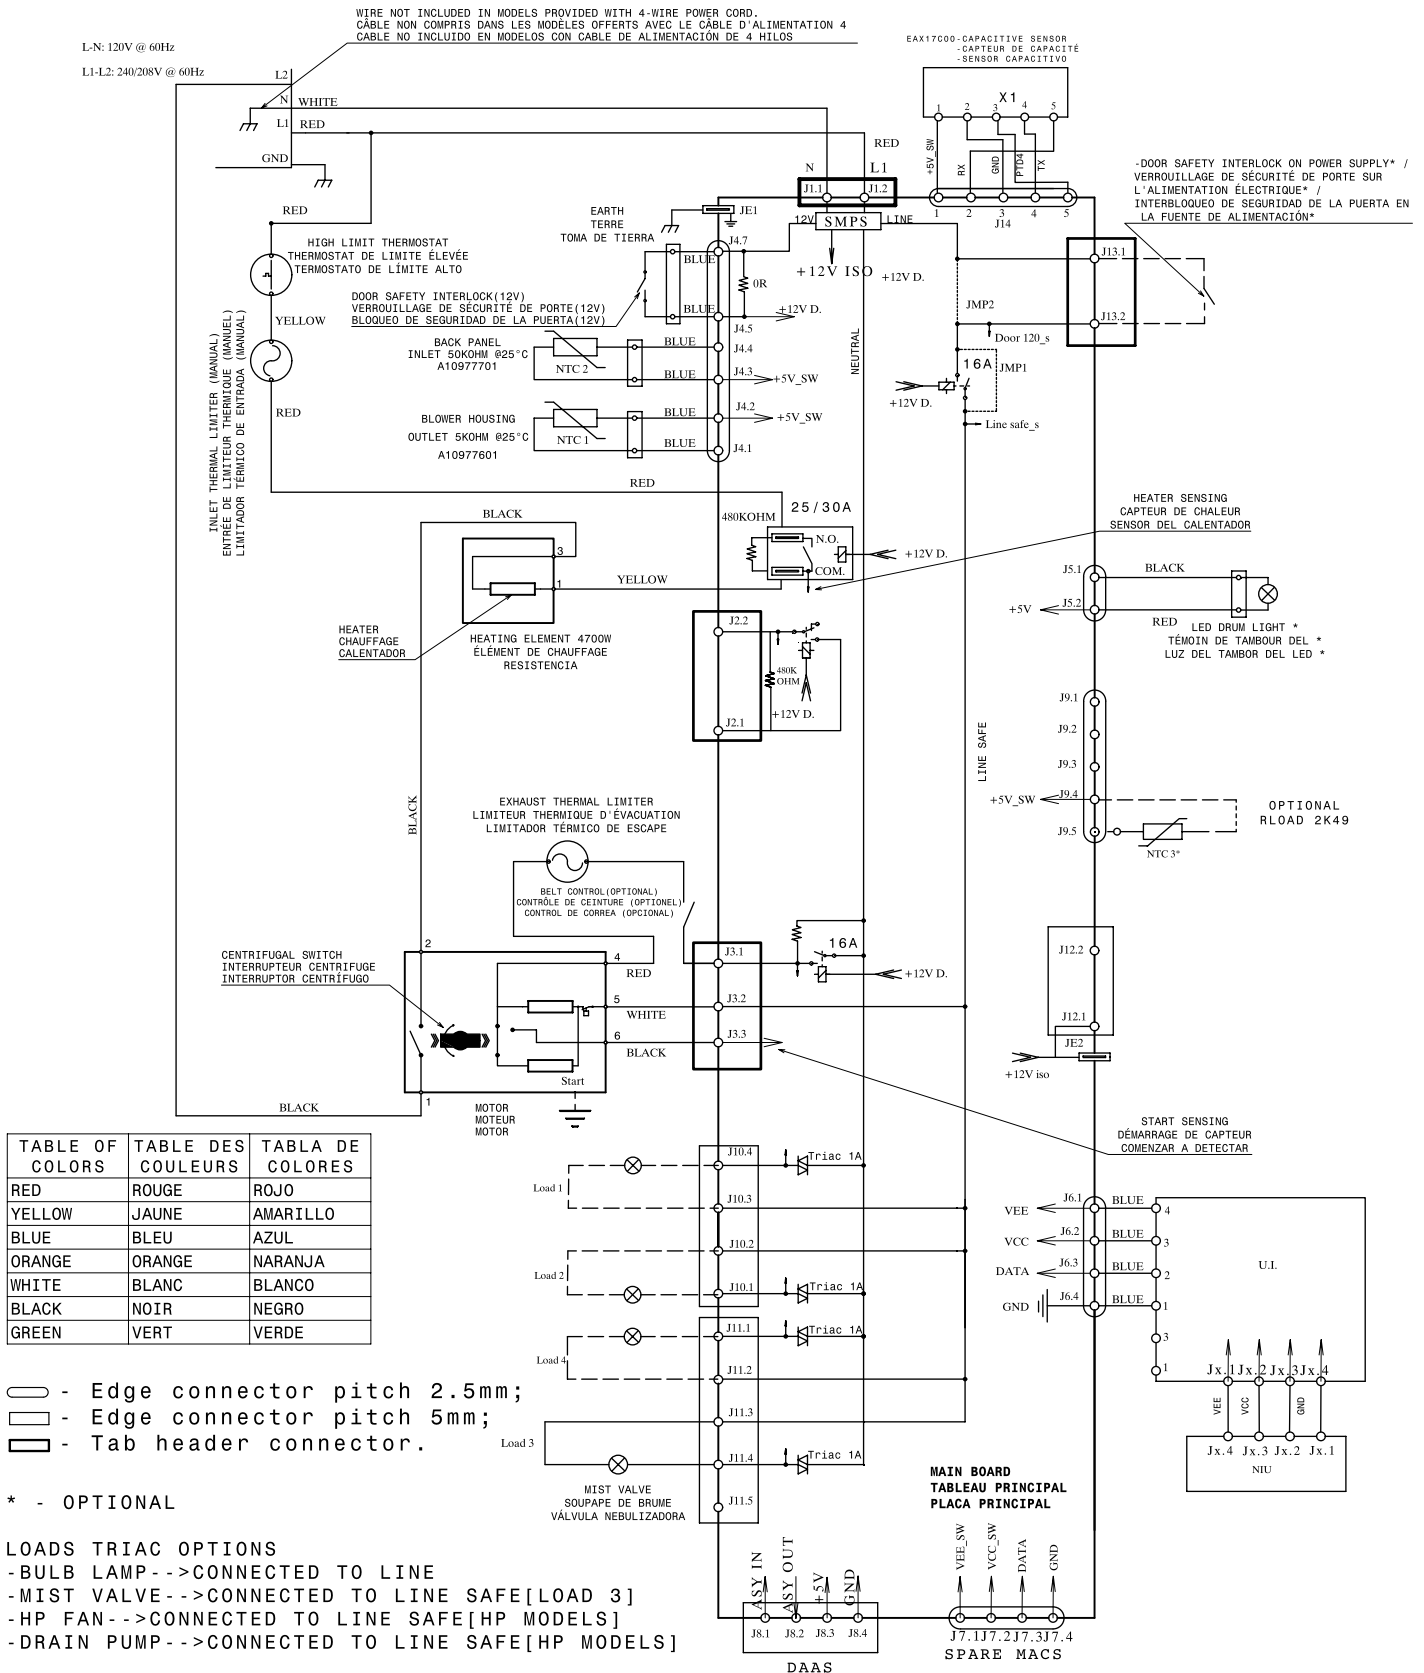 WIRE NOT INCLUDED IN MODELS PROVIDED WITH 4-WIRE POWER CORD.
CÂBLE NON COMPRIS DANS LES MODÈLES OFFERTS AVEC LE CÂBLE D'ALIMENTATION 4
CABLE NO INCLUIDO EN MODELOS CON CABLE DE ALIMENTACIÓN DE 4 HILOS
L-N: 120V @ 60Hz
L1-L2: 240/208V @ 60Hz
L2
N
WHITE
L1
RED
GND
RED
EAX17C00-CAPACITIVE SENSOR
-CAPTEUR DE CAPACITÉ
-SENSOR CAPACITIVO
X1
1 2 3 4 5
+5V_SW
RX
GND
PTD4
TX
1 2 3 4 5
J14
-DOOR SAFETY INTERLOCK ON POWER SUPPLY* /
VERROUILLAGE DE SÉCURITÉ DE PORTE SUR
L'ALIMENTATION ÉLECTRIQUE* /
INTERBLOQUEO DE SEGURIDAD DE LA PUERTA EN
LA FUENTE DE ALIMENTACIÓN*
N
L1
J1.1
J1.2
12V
SMPS
LINE
+12V ISO
+12V D.
RED
HIGH LIMIT THERMOSTAT
THERMOSTAT DE LIMITE ÉLEVÉE
TERMOSTATO DE LÍMITE ALTO
YELLOW
RED
INLET THERMAL LIMITER (MANUAL)
ENTRÉE DE LIMITEUR THERMIQUE (MANUEL)
LIMITADOR TÉRMICO DE ENTRADA (MANUAL)
EARTH
TERRE
TOMA DE TIERRA
JE1
J4.7
BLUE
0R
DOOR SAFETY INTERLOCK(12V)
VERROUILLAGE DE SÉCURITÉ DE PORTE(12V)
BLOQUEO DE SEGURIDAD DE LA PUERTA(12V)
BLUE
+12V D.
J4.5
BACK PANEL
INLET 50KOHM @25°C
A10977701
NTC 2
BLUE
J4.4
BLUE
J4.3
+5V_SW
BLOWER HOUSING
OUTLET 5KOHM @25°C
A10977601
NTC 1
BLUE
J4.2
+5V_SW
BLUE
J4.1
NEUTRAL
J13.1
J13.2
JMP2
Door 120_s
16A
JMP1
+12V D.
Line safe_s
RED
480KOHM
25/30A
N.O.
COM.
+12V D.
HEATER SENSING
CAPTEUR DE CHALEUR
SENSOR DEL CALENTADOR
BLACK
3
1
YELLOW
HEATER
CHAUFFAGE
CALENTADOR
HEATING ELEMENT 4700W
ÉLÉMENT DE CHAUFFAGE
RESISTENCIA
J2.2
480K
OHM
+12V D.
J2.1
J5.1
BLACK
+5V
J5.2
RED
LED DRUM LIGHT *
TÉMOIN DE TAMBOUR DEL *
LUZ DEL TAMBOR DEL LED *
LINE SAFE
J9.1
J9.2
J9.3
+5V_SW
J9.4
J9.5
NTC 3*
OPTIONAL
RLOAD 2K49
BLACK
EXHAUST THERMAL LIMITER
LIMITEUR THERMIQUE D'ÉVACUATION
LIMITADOR TÉRMICO DE ESCAPE
BELT CONTROL(OPTIONAL)
CONTRÔLE DE CEINTURE (OPTIONEL)
CONTROL DE CORREA (OPCIONAL)
CENTRIFUGAL SWITCH
INTERRUPTEUR CENTRIFUGE
INTERRUPTOR CENTRÍFUGO
2
4
RED
5
WHITE
6
BLACK
Start
1
BLACK
MOTOR
MOTEUR
MOTOR
J3.1
J3.2
J3.3
16A
+12V D.
J12.2
J12.1
JE2
+12V iso
START SENSING
DÉMARRAGE DE CAPTEUR
COMENZAR A DETECTAR
TABLE OF COLORS TABLE DES COULEURS TABLA DE COLORES
RED ROUGE ROJO
YELLOW JAUNE AMARILLO
BLUE BLEU AZUL
ORANGE ORANGE NARANJA
WHITE BLANC BLANCO
BLACK NOIR NEGRO
GREEN VERT VERDE
Load 1
J10.4
Triac 1A
J10.3
Load 2
J10.2
J10.1
Triac 1A
Load 4
J11.1
Triac 1A
J11.2
Load 3
J11.3
J11.4
Triac 1A
J11.5
MIST VALVE
SOUPAPE DE BRUME
VÁLVULA NEBULIZADORA
VEE
J6.1
BLUE
4
VCC
J6.2
BLUE
3
DATA
J6.3
BLUE
2
GND
J6.4
BLUE
1
3
1
U.I.
Jx.1 Jx.2 Jx.3 Jx.4
VEE
VCC
GND
Jx.4 Jx.3 Jx.2 Jx.1
NIU
- Edge connector pitch 2.5mm;
- Edge connector pitch 5mm;
- Tab header connector.
* - OPTIONAL
LOADS TRIAC OPTIONS
-BULB LAMP-->CONNECTED TO LINE
-MIST VALVE-->CONNECTED TO LINE SAFE[LOAD 3]
-HP FAN-->CONNECTED TO LINE SAFE[HP MODELS]
-DRAIN PUMP-->CONNECTED TO LINE SAFE[HP MODELS]
MAIN BOARD
TABLEAU PRINCIPAL
PLACA PRINCIPAL
ASY IN
ASY OUT
+5V
GND
J8.1 J8.2 J8.3 J8.4
DAAS
VEE_SW
VCC_SW
DATA
GND
J7.1 J7.2 J7.3 J7.4
SPARE MACS